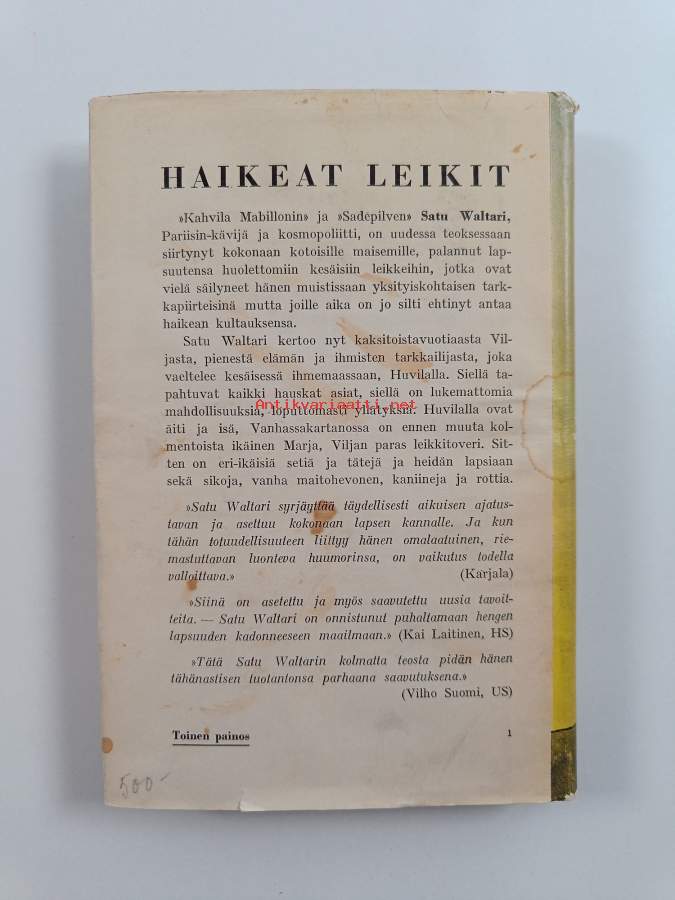 HAIKEAT LEIKIT
»Kahvila Mabillonin» ja »Sadepilven» Satu Waltari,
Pariisin-kävijä ja kosmopoliitti, on uudessa teoksessaan
siirtynyt kokonaan kotoisille maisemille, palannut lap-
suutensa huolettomiin kesäisiin leikkeihin, jotka ovat
vielä säilyneet hänen muistissaan yksityiskohtaisen tark-
kapiirteisinä mutta joille aika on jo silti ehtinyt antaa
haikean kultauksensa.
Satu Waltari kertoo nyt kaksitoistavuotiaasta Vil-
jasta, pienestä elämän ja ihmisten tarkkailijasta, joka
vaeltelee kesäisessä ihmemaassaan, Huvilalla. Siellä ta-
pahtuvat kaikki hauskat asiat, siellä on lukemattomia
mahdollisuuksia, loputtomasti yllätyksiä. Huvilalla ovat
Antikvariaatti.net
äiti ja isä, Vanhassakartanossa on ennen muuta kol-
mentoista ikäinen Marja, Viljan paras leikkitoveri. Sit-
ten on eri-ikäisiä setiä ja tätejä ja heidän lapsiaan
sekä sikoja, vanha maitohevonen, kaniineja ja rottia.
»Satu Waltari syrjäyttää täydellisesti aikuisen ajatus-
tavan ja asettuu kokonaan lapsen kannalle. Ja kun
tähän totuudellisuuteen liittyy hänen omalaatuinen, rie-
mastuttavan luonteva huumorinsa, on vaikutus todella
valloittava.» (Karjala)
»Siinä on asetettu ja myös saavutettu uusia tavoit-
teita. — Satu Waltari on onnistunut puhaltamaan hengen
lapsuuden kadonneeseen maailmaan.» (Kai Laitinen, HS)
»Tätä Satu Waltarin kolmatta teosta pidän hänen
tähänastisen tuotantonsa parhaana saavutuksena.»
(Vilho Suomi, US)
Toinen painos 1
500-